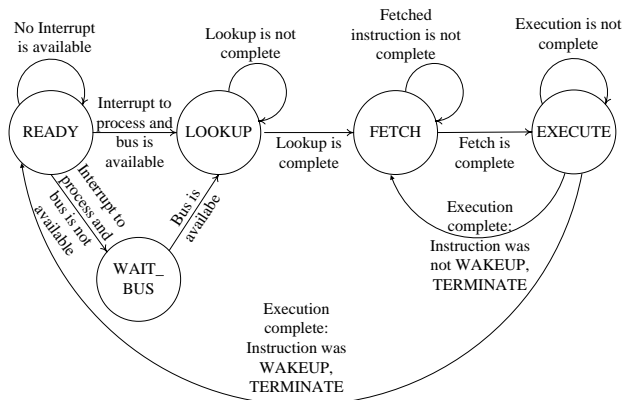 No Interrupt
is available
Lookup is not
complete
Fetched
instruction is not
complete
Execution is not
complete
READY
Interrupt to
process and
bus is
available
LOOKUP
Lookup is
complete
FETCH
Fetch is
complete
EXECUTE
Interrupt to
process and
bus is not
available
Bus is
availabe
WAIT_
BUS
Execution
complete:
Instruction was
not WAKEUP,
TERMINATE
Execution
complete:
Instruction was
WAKEUP,
TERMINATE